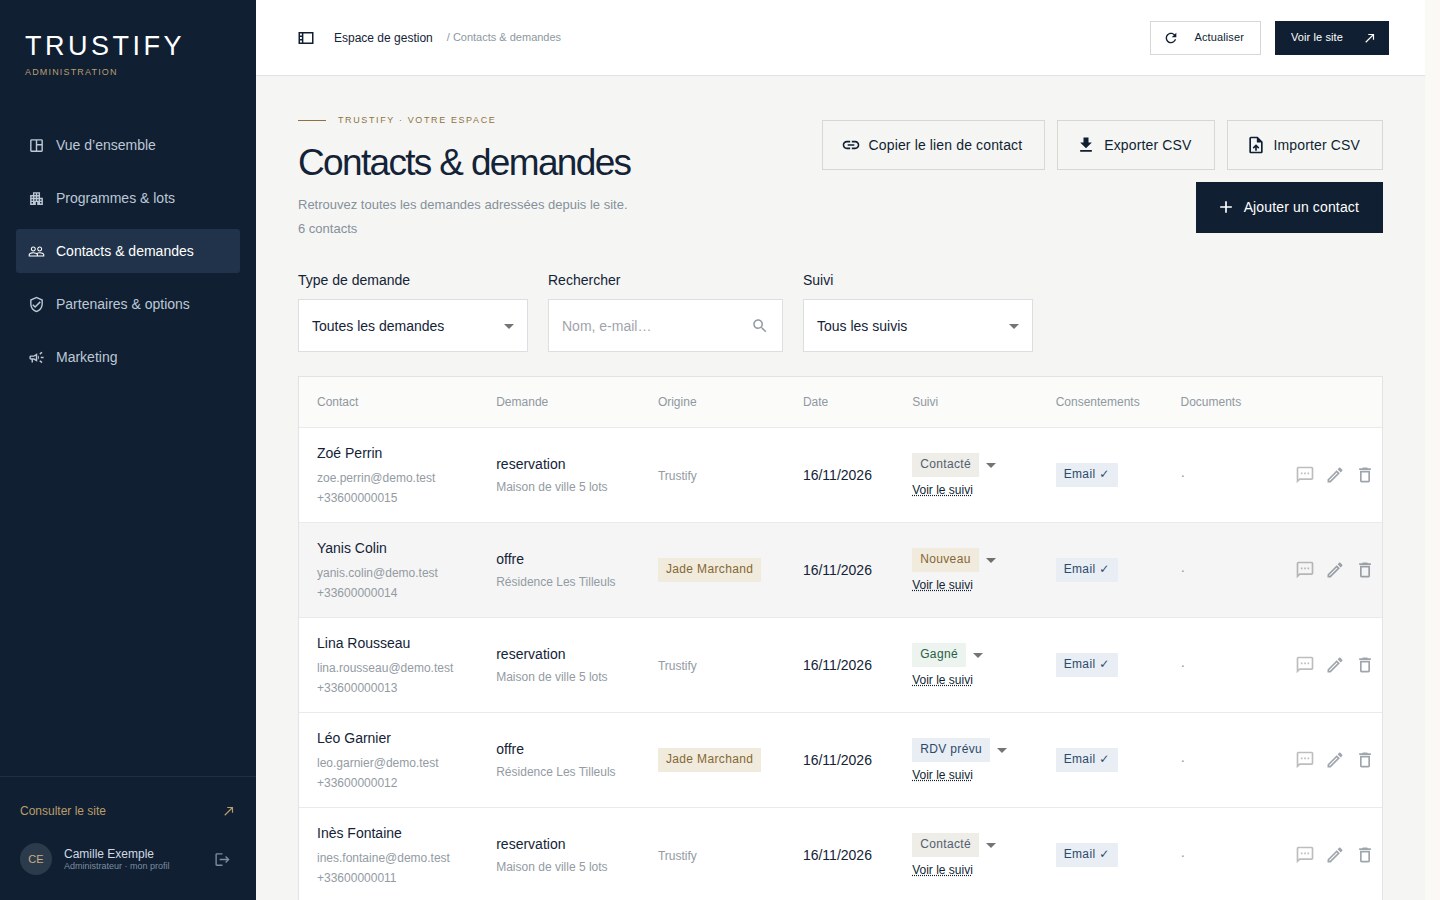 TRUSTIFY
ADMINISTRATION
Vue d'ensemble
Programmes & lots
Contacts & demandes
Partenaires & options
Marketing
Consulter le site
CE
Camille Exemple
Administrateur · mon profil
Espace de gestion / Contacts & demandes
Actualiser
Voir le site
TRUSTIFY · VOTRE ESPACE
Contacts & demandes
Retrouvez toutes les demandes adressées depuis le site.
6 contacts
Copier le lien de contact
Exporter CSV
Importer CSV
Ajouter un contact
Type de demande
Toutes les demandes
Rechercher
Nom, e-mail…
Suivi
Tous les suivis
Contact Demande Origine Date Suivi Consentements Documents
Zoé Perrin
zoe.perrin@demo.test
+33600000015
reservation
Maison de ville 5 lots
Trustify
16/11/2026
Contacté
Voir le suivi
Email ✓
·
Yanis Colin
yanis.colin@demo.test
+33600000014
offre
Résidence Les Tilleuls
Jade Marchand
16/11/2026
Nouveau
Voir le suivi
Email ✓
·
Lina Rousseau
lina.rousseau@demo.test
+33600000013
reservation
Maison de ville 5 lots
Trustify
16/11/2026
Gagné
Voir le suivi
Email ✓
·
Léo Garnier
leo.garnier@demo.test
+33600000012
offre
Résidence Les Tilleuls
Jade Marchand
16/11/2026
RDV prévu
Voir le suivi
Email ✓
·
Inès Fontaine
ines.fontaine@demo.test
+33600000011
reservation
Maison de ville 5 lots
Trustify
16/11/2026
Contacté
Voir le suivi
Email ✓
·